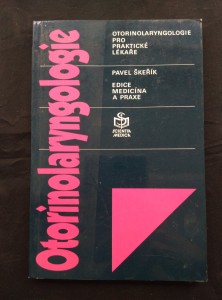 Otorinolaryngologie
OTORINOLARYNGOLOGIE
PRO
PRAKTICKÉ
LÉKAŘE
PAVEL ŠKEŘÍK
EDICE
MEDICÍNA
A PRAXE
SCIENTIA
MEDICA